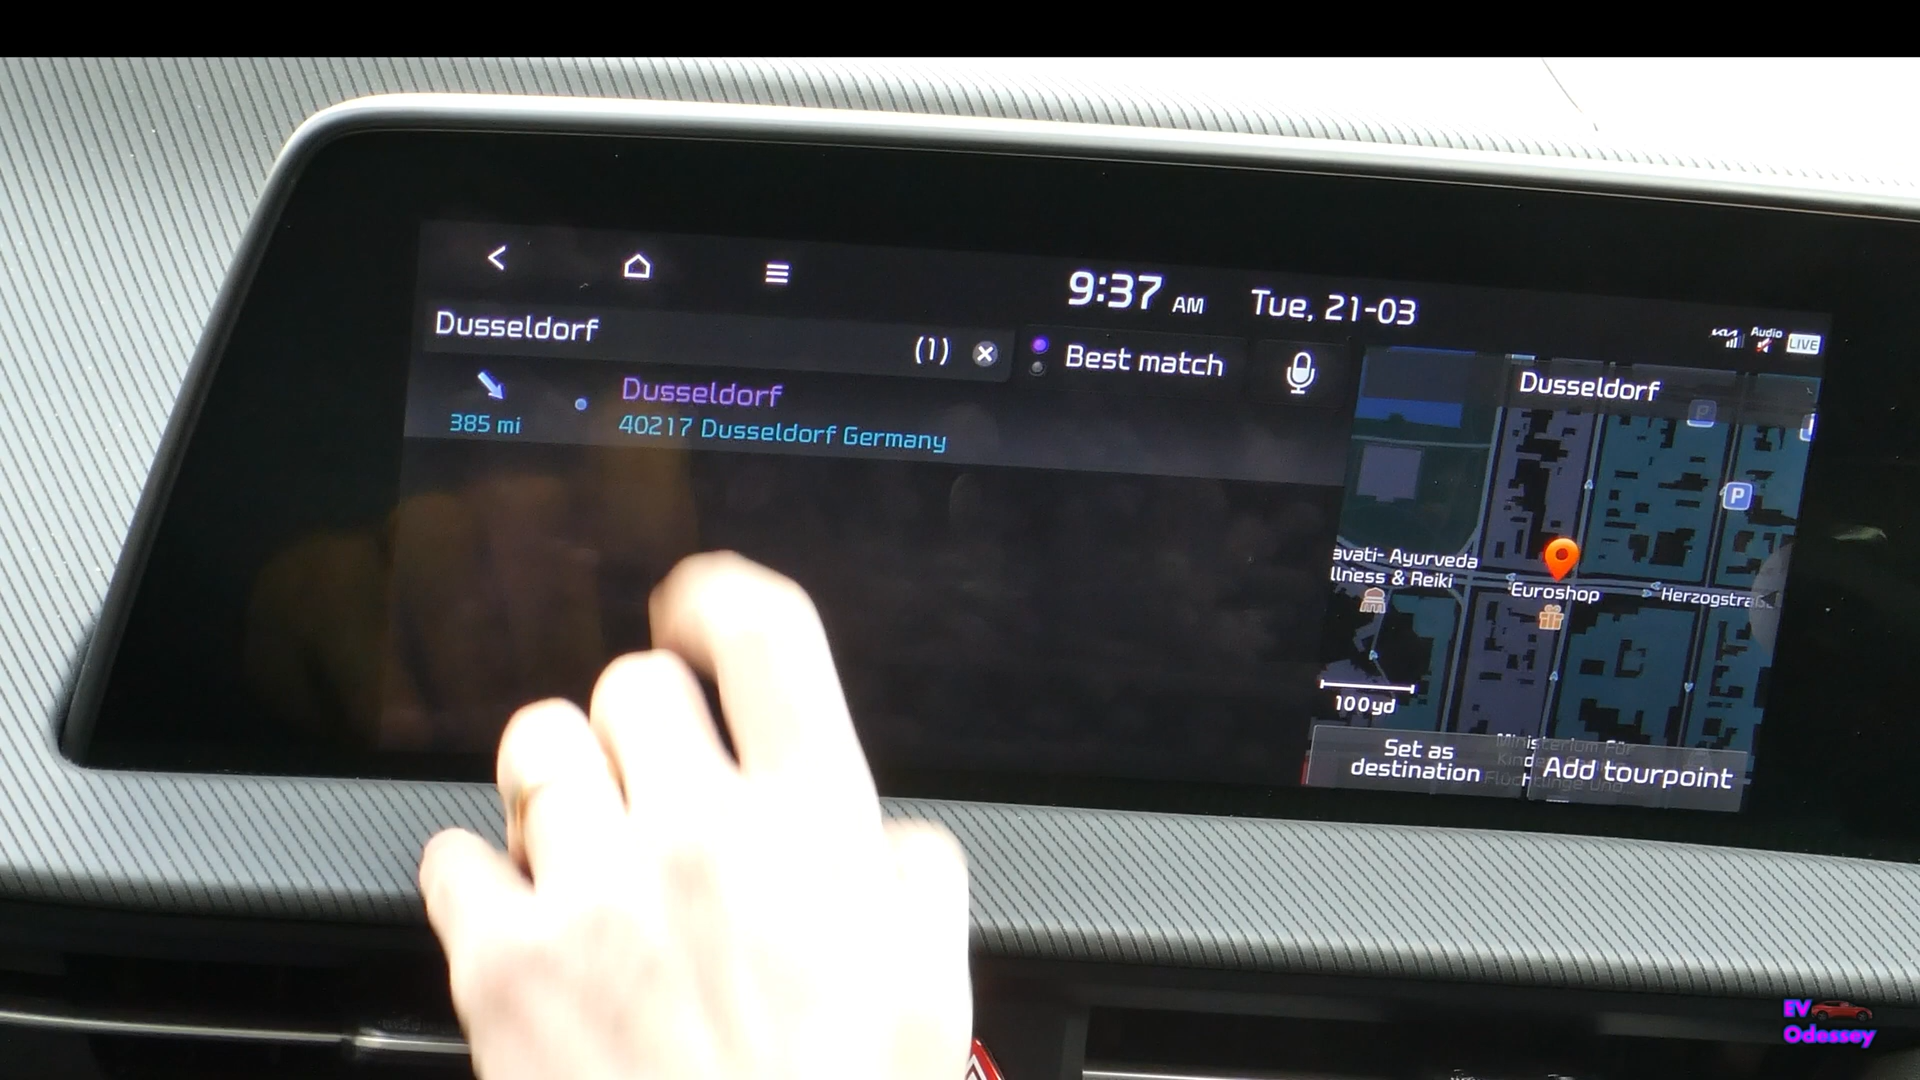 9:37 AM
Tue, 21-03
Audio
LIVE
Dusseldorf
(1)
Best match
385 mi
Dusseldorf
40217 Dusseldorf Germany
Dusseldorf
P
P
avati- Ayurveda
llness & Reiki
Euroshop
Herzogstraß
100yd
Set as
destination
Add tourpoint
EV
Odessey